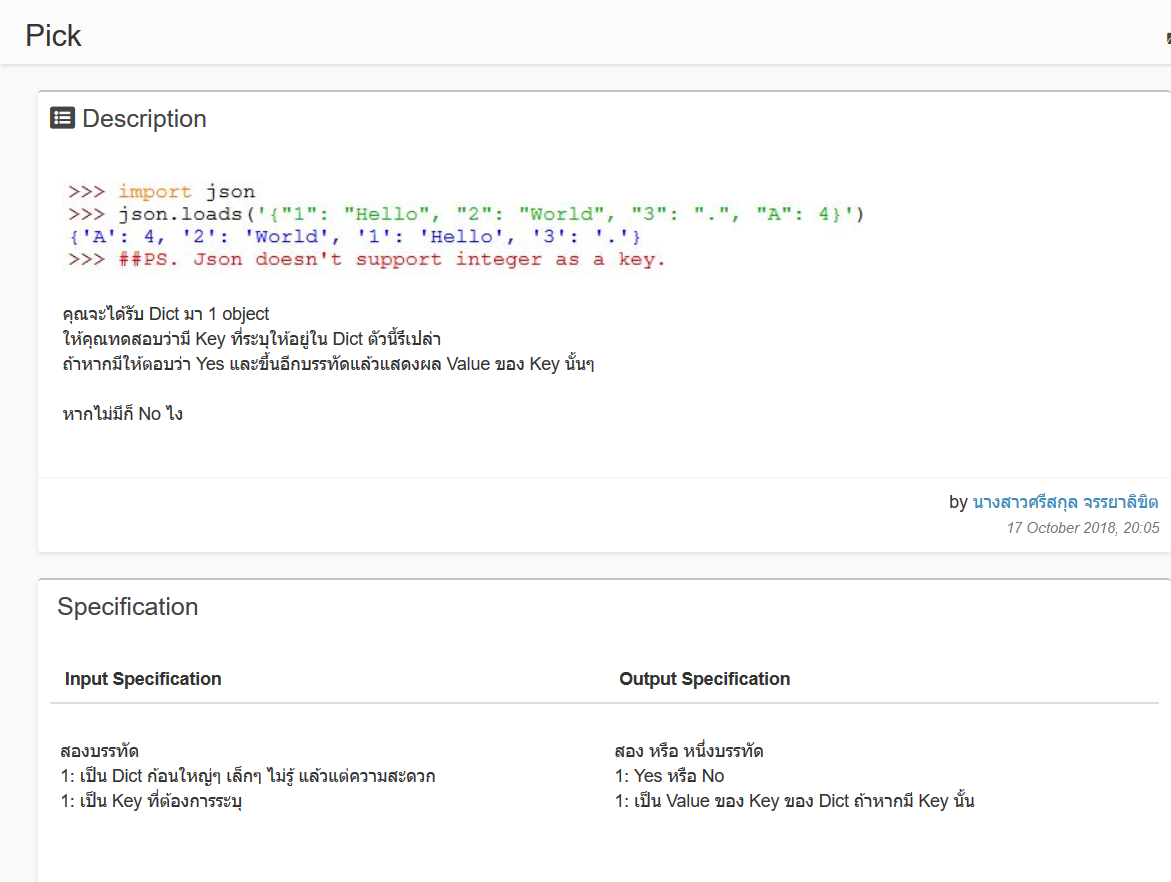 Pick
Description
>>> import json
>>> json.loads('{"1": "Hello", "2": "World", "3": ".", "A": 4}')
{'A': 4, '2': 'World', '1': 'Hello', '3': '.'}
>>> ##PS. Json doesn't support integer as a key.
คุณจะได้รับ Dict มา 1 object
ให้คุณทดสอบว่ามี Key ที่ระบุให้อยู่ใน Dict ตัวนี้รึเปล่า
ถ้าหากมีให้ตอบว่า Yes และขึ้นอีกบรรทัดแล้วแสดงผล Value ของ Key นั้นๆ
หากไม่มีก็ No ไง
by นางสาวศรีสกุล จรรยาลิขิต
17 October 2018, 20:05
Specification
Input Specification
สองบรรทัด
1: เป็น Dict ก้อนใหญ่ๆ เล็กๆ ไม่รู้ แล้วแต่ความสะดวก
1: เป็น Key ที่ต้องการระบุ
Output Specification
สอง หรือ หนึ่งบรรทัด
1: Yes หรือ No
1: เป็น Value ของ Key ของ Dict ถ้าหากมี Key นั้น